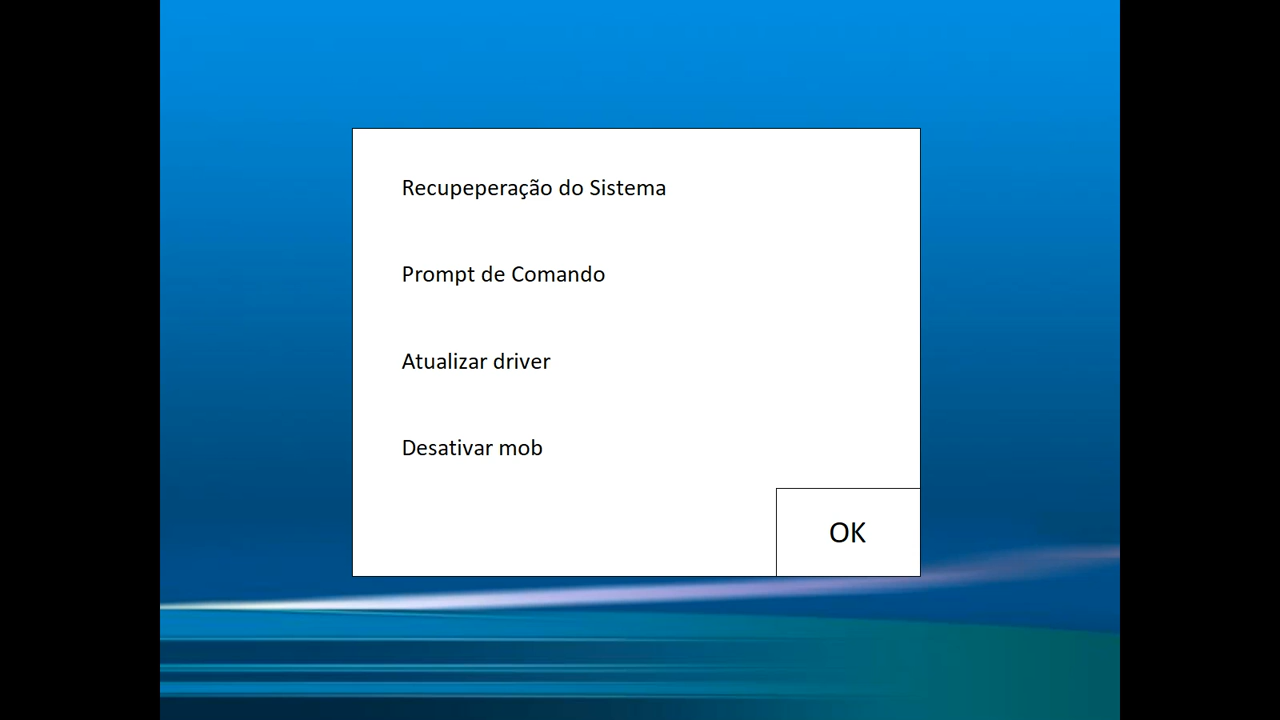 Recupeperação do Sistema
Prompt de Comando
Atualizar driver
Desativar mob
OK